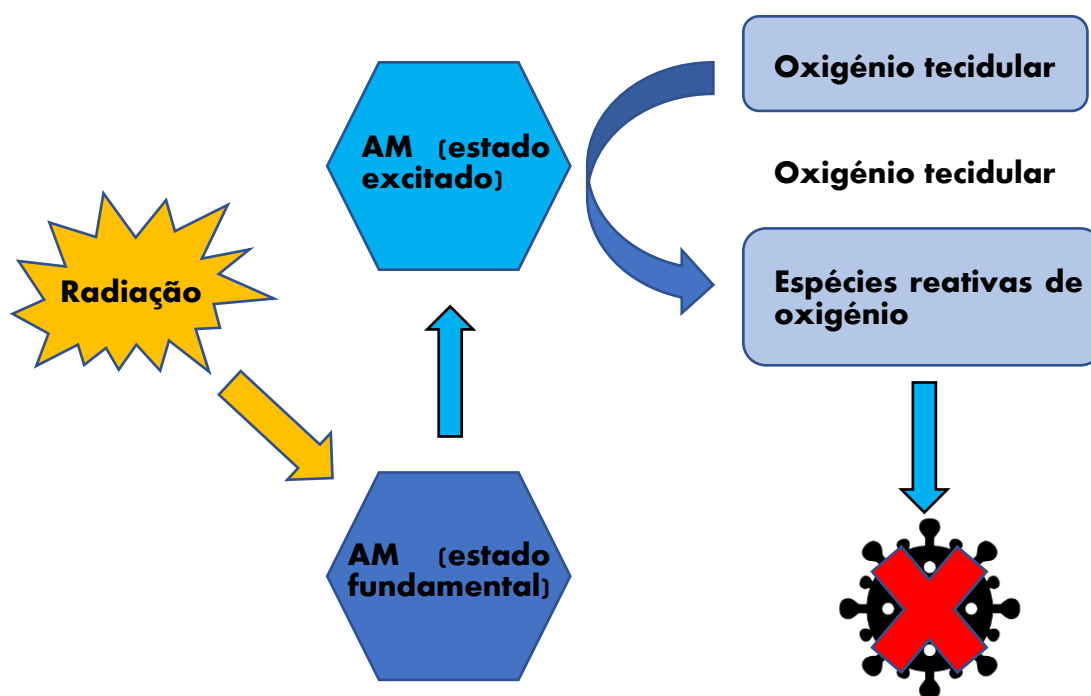 Oxigénio tecidular
AM (estado
excitado)
Oxigénio tecidular
Radiação
Espécies reativas de
oxigénio
AM (estado
fundamental)